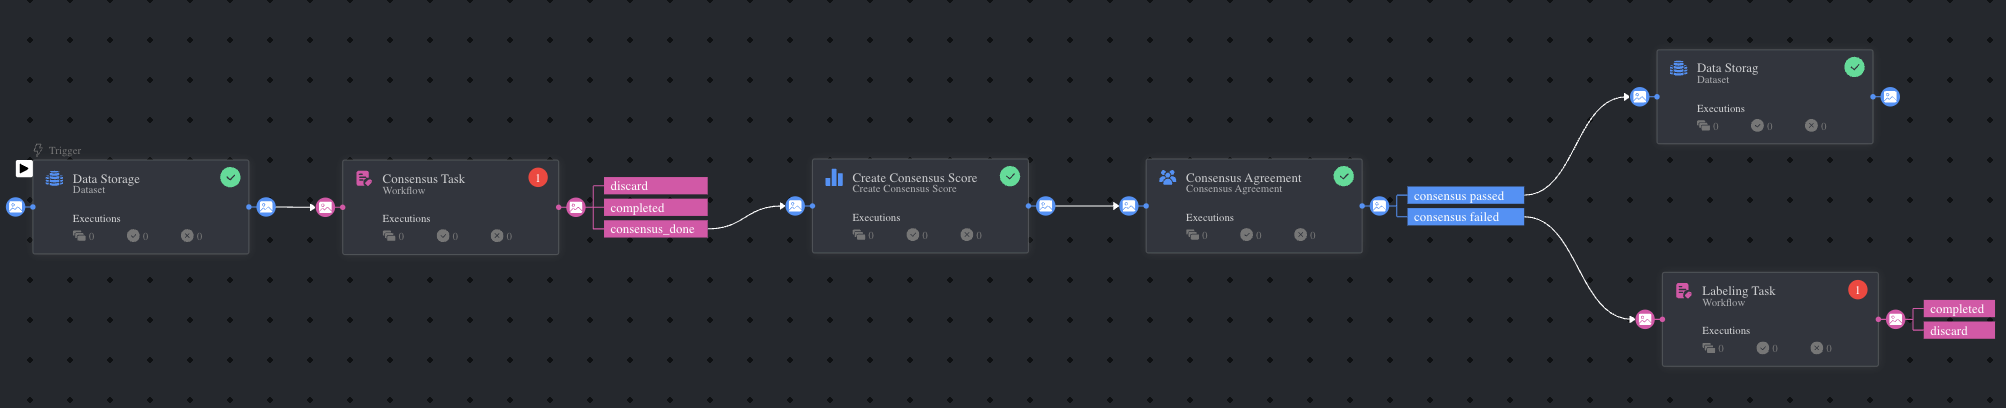 Trigger
Data Storage
Dataset
Executions
0 0 0
Consensus Task
Workflow
!
Executions
0 0 0
discard
completed
consensus_done
Create Consensus Score
Create Consensus Score
Executions
0 0 0
Consensus Agreement
Consensus Agreement
Executions
0 0 0
consensus passed
consensus failed
Data Storag
Dataset
Executions
0 0 0
Labeling Task
Workflow
!
Executions
0 0 0
completed
discard